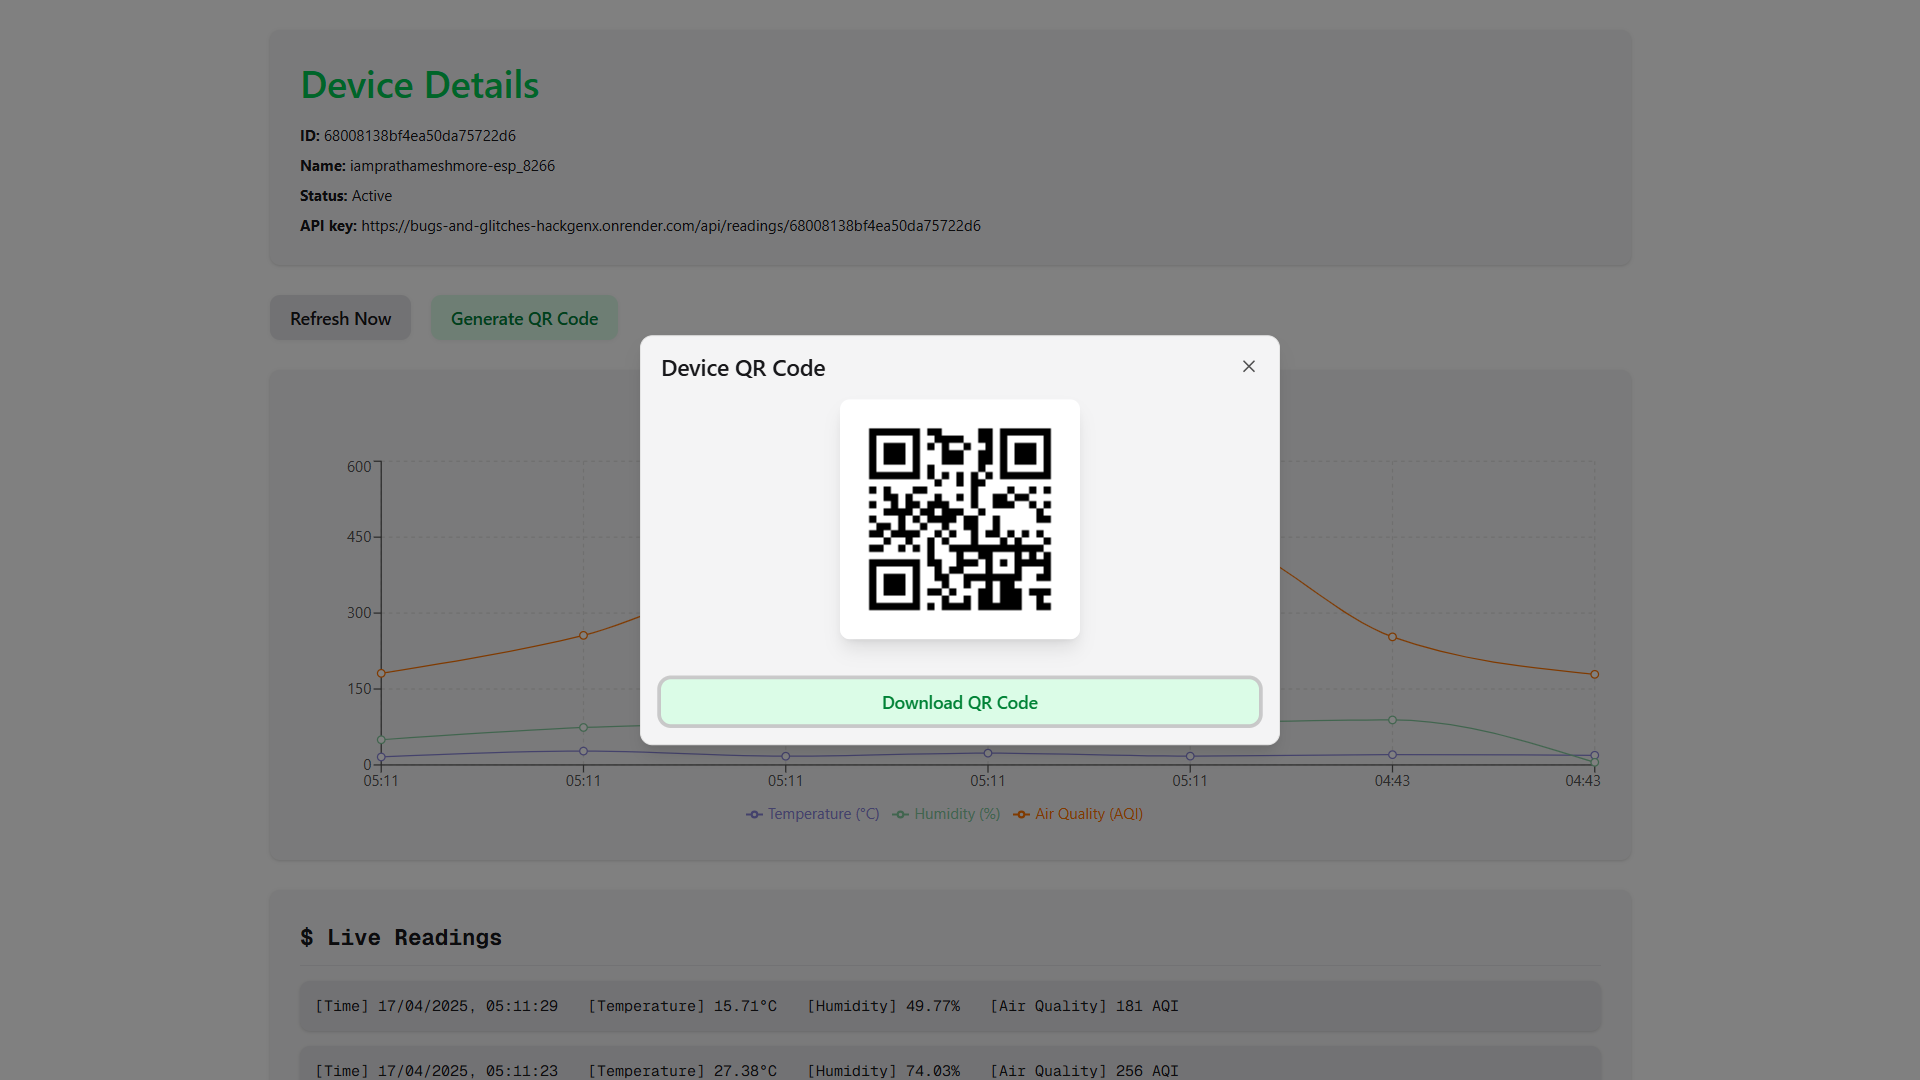 Device Details
ID: 68008138bf4ea50da75722d6
Name: iamprathameshmore-esp_8266
Status: Active
API key: https://bugs-and-glitches-hackgenx.onrender.com/api/readings/68008138bf4ea50da75722d6
Refresh Now Generate QR Code
Device QR Code
600
450
300
150
0
Download QR Code
05:11 05:11 05:11 05:11 05:11 04:43 04:43
Temperature (°C) Humidity (%) Air Quality (AQI)
$ Live Readings
[Time] 17/04/2025, 05:11:29 [Temperature] 15.71°C [Humidity] 49.77% [Air Quality] 181 AQI
[Time] 17/04/2025, 05:11:23 [Temperature] 27.38°C [Humidity] 74.03% [Air Quality] 256 AQI